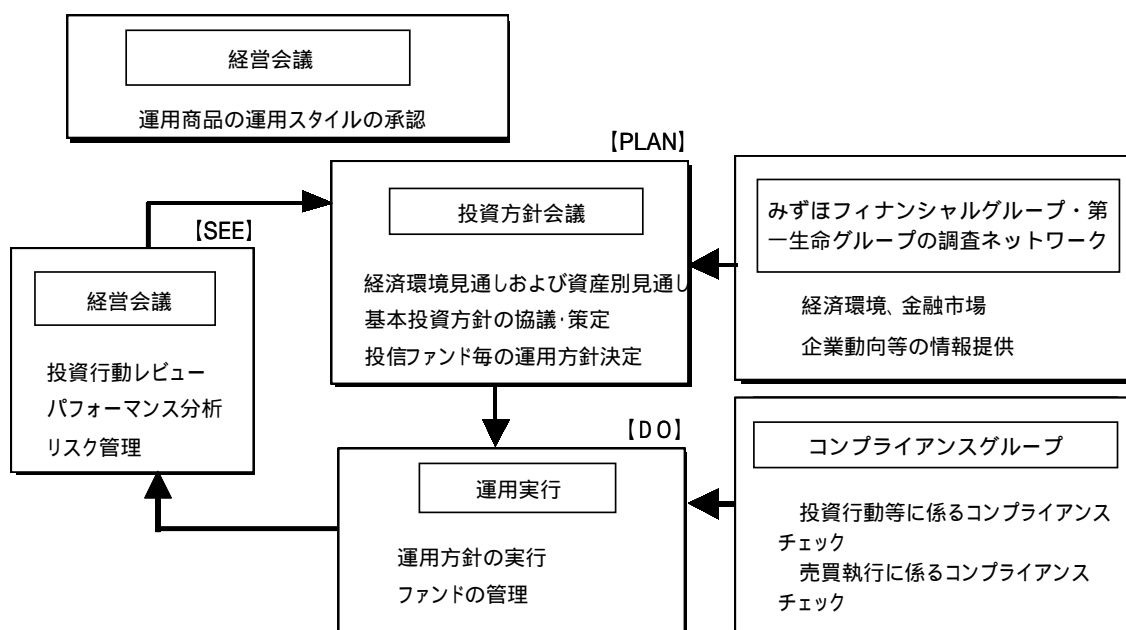 経営会議
運用商品の運用スタイルの承認
【PLAN】
投資方針会議
経済環境見通しおよび資産別見通し
基本投資方針の協議・策定
投信ファンド毎の運用方針決定
みずほフィナンシャルグループ・第
一生命グループの調査ネットワーク
経済環境、金融市場
企業動向等の情報提供
【SEE】
経営会議
投資行動レビュー
パフォーマンス分析
リスク管理
【DO】
運用実行
運用方針の実行
ファンドの管理
コンプライアンスグループ
投資行動等に係るコンプライアンス
チェック
売買執行に係るコンプライアンス
チェック